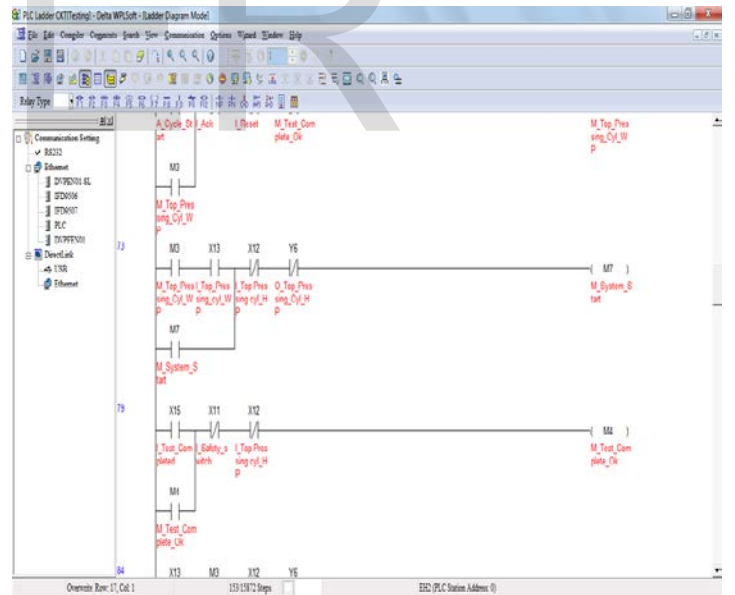 PLC Ladder CKT(Testing) - Delta WPLSoft - [Ladder Diagram Mode]
File Edit Compiler Comments Search View Communication Options Wizard Window Help
Relay Type
Communication Setting
RS232
Ethernet
DVPEN01-SL
IFD9506
IFD9507
PLC
DVPFEN01
DirectLink
USB
Ethernet
A_Cycle_St I_Ack I_Reset M_Test_Com M_Top_Pres
art plete_Ok sing_Cyl_W
P
M3
M_Top_Pres
sing_Cyl_W
P
73
M3 X13 X12 Y6
( M7 )
M_Top_Pres I_Top_Pres I_Top Pres O_Top_Pres M_System_S
sing_Cyl_W sing_cyl_W sing cyl_H sing_Cyl_H tart
P p p p
M7
M_System_S
tart
79
X15 X11 X12
( M4 )
I_Test_Com I_Safety_s I_Top Pres M_Test_Com
pleted witch sing cyl_H plete_Ok
p
M4
M_Test_Com
plete_Ok
84
X13 M3 X12 Y6
Overwrite Row: 17, Col: 1 153/15872 Steps EH2 (PLC Station Address: 0)